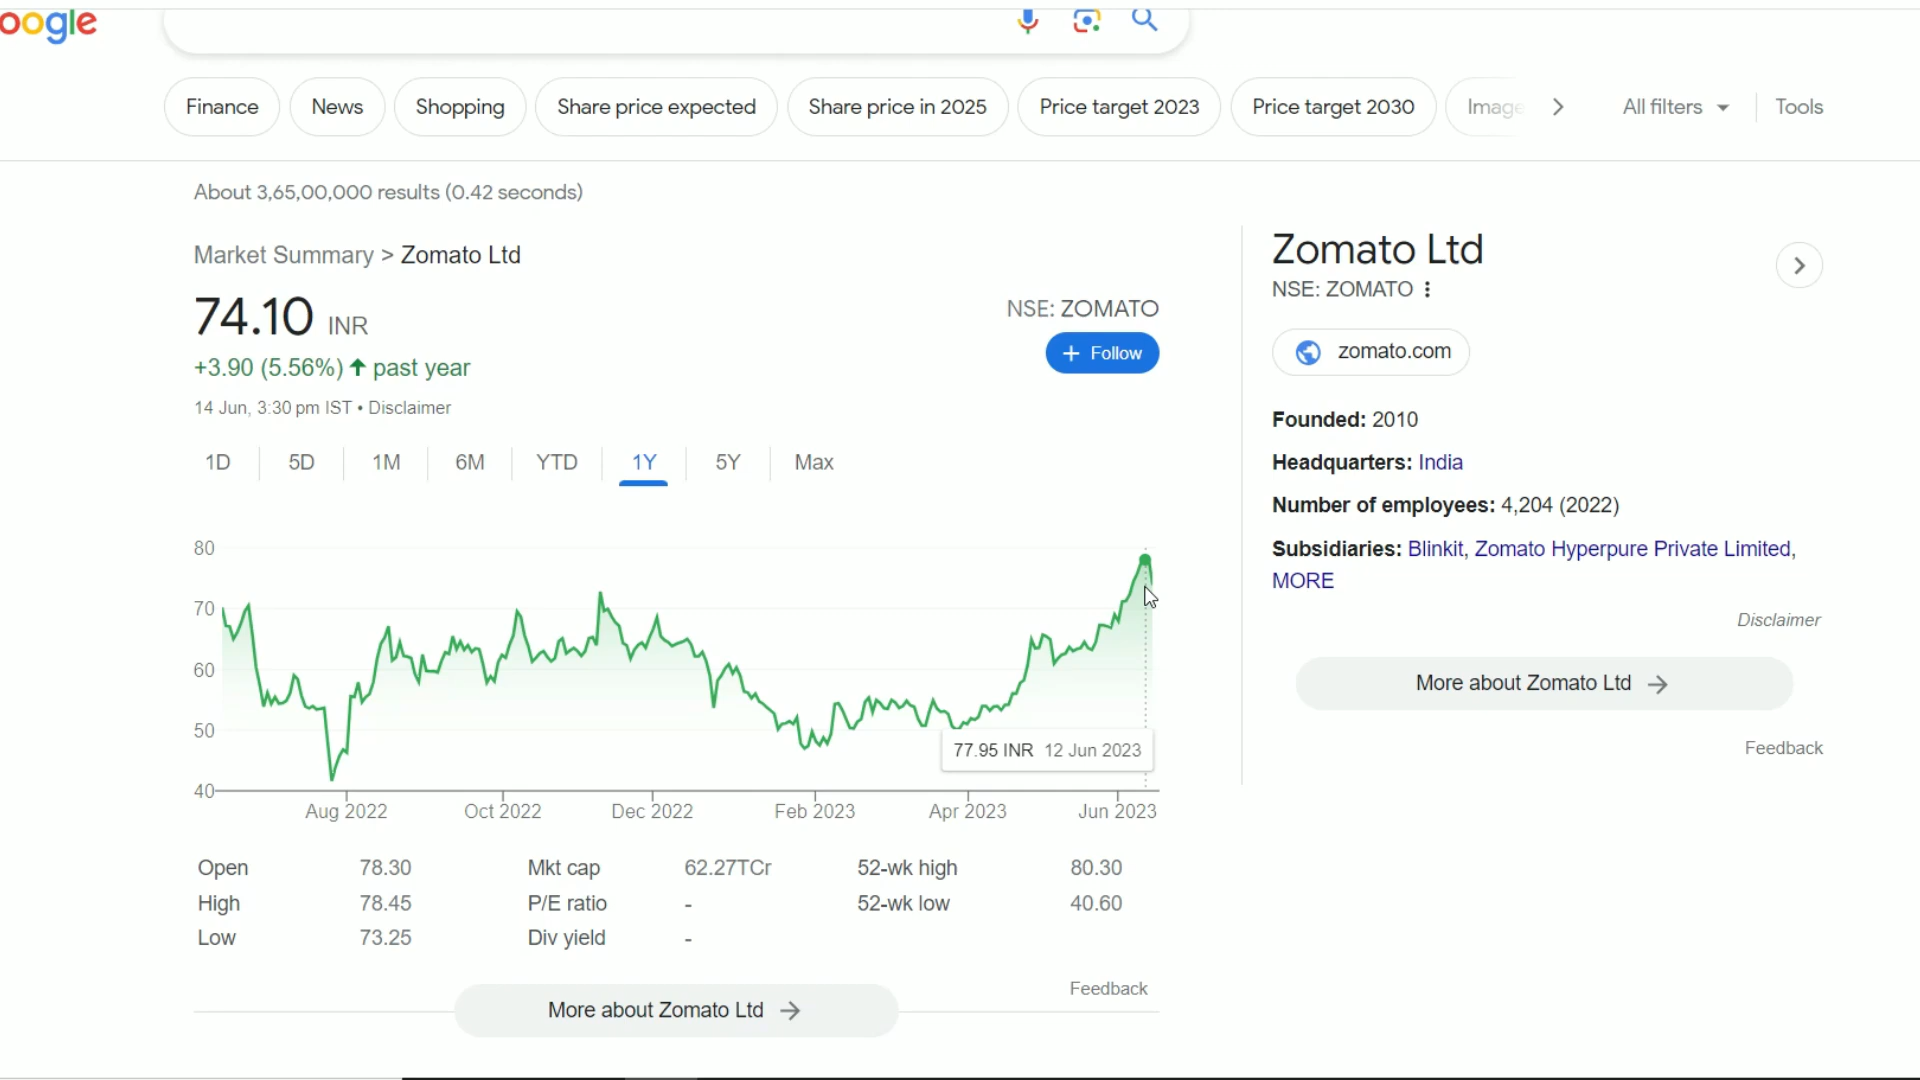 oogle
Finance
News
Shopping
Share price expected
Share price in 2025
Price target 2023
Price target 2030
Image
All filters
Tools
About 3,65,00,000 results (0.42 seconds)
Market Summary > Zomato Ltd
74.10 INR
NSE: ZOMATO
+ Follow
+3.90 (5.56%) ↑ past year
14 Jun, 3:30 pm IST • Disclaimer
1D 5D 1M 6M YTD 1Y 5Y Max
80
70
60
50
40
77.95 INR 12 Jun 2023
Aug 2022 Oct 2022 Dec 2022 Feb 2023 Apr 2023 Jun 2023
Open 78.30 Mkt cap 62.27TCr 52-wk high 80.30
High 78.45 P/E ratio - 52-wk low 40.60
Low 73.25 Div yield -
Feedback
More about Zomato Ltd →
Zomato Ltd
NSE: ZOMATO
zomato.com
Founded: 2010
Headquarters: India
Number of employees: 4,204 (2022)
Subsidiaries: Blinkit, Zomato Hyperpure Private Limited,
MORE
Disclaimer
More about Zomato Ltd →
Feedback